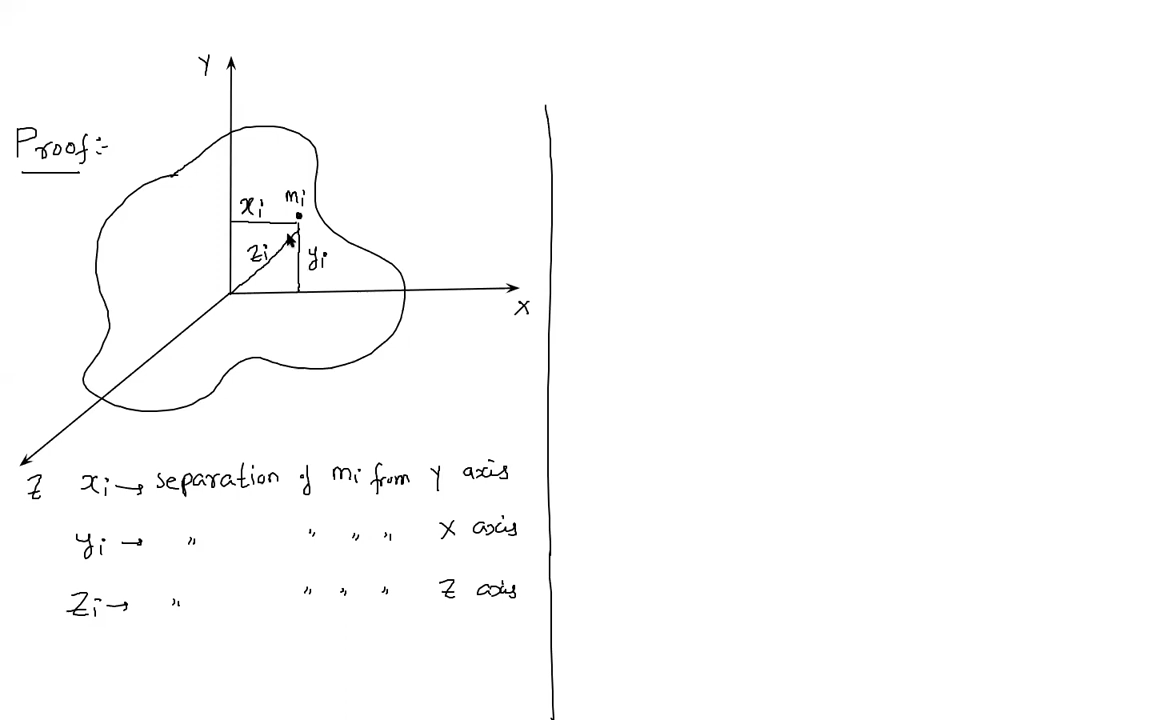 Y
Proof:-
xi mi
zi yi
X
Z xi → separation of mi from Y axis
yi → " " " " X axis
Zi → " " " " Z axis